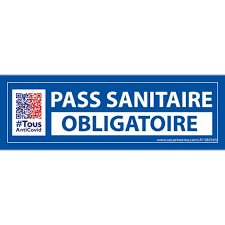 PASS SANITAIRE
OBLIGATOIRE
#Tous
AntiCovid